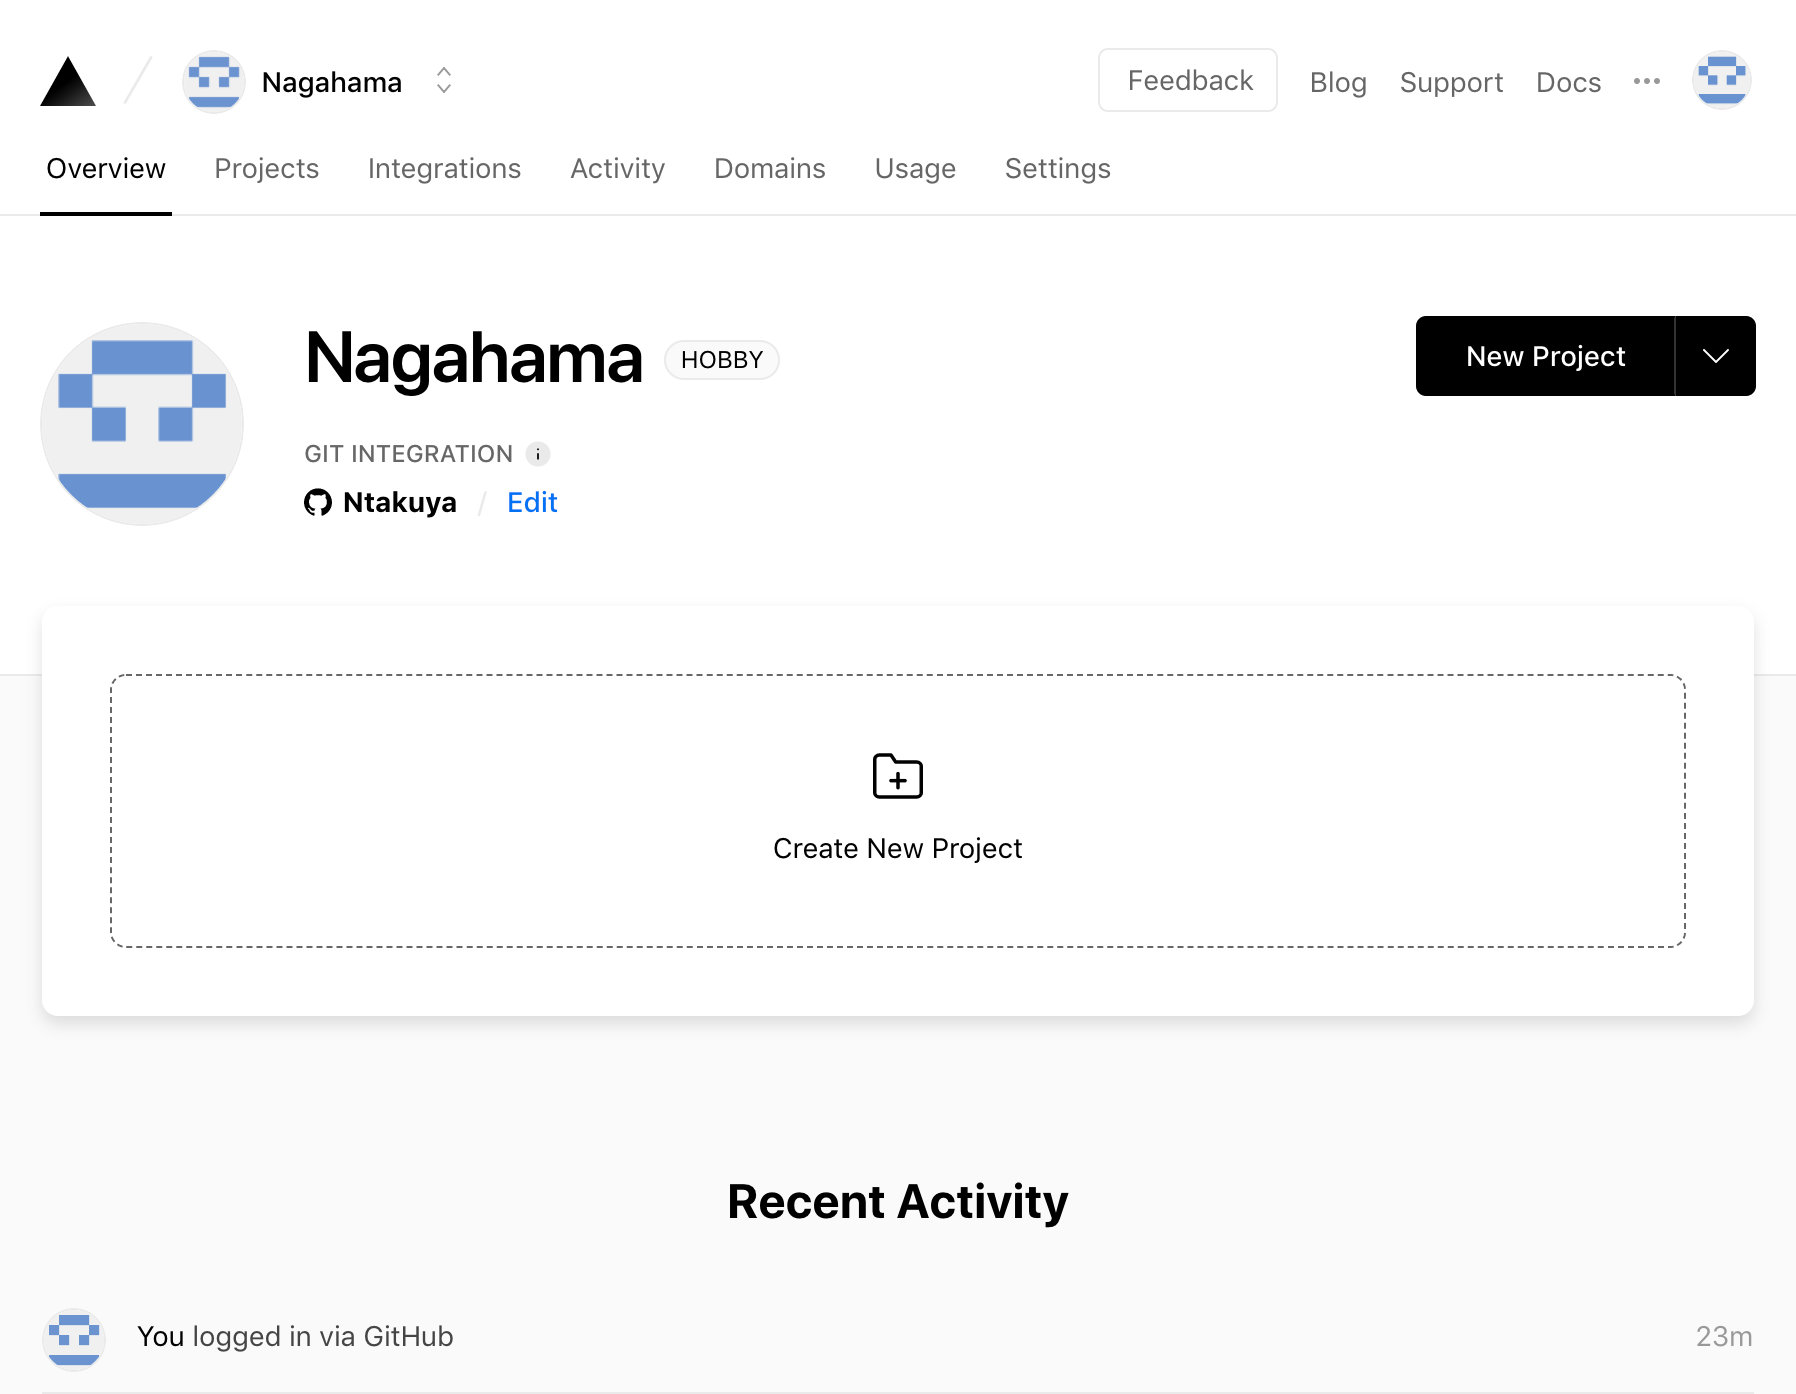 Nagahama
Feedback Blog Support Docs
Overview Projects Integrations Activity Domains Usage Settings
Nagahama HOBBY
New Project
GIT INTEGRATION i
Ntakuya / Edit
Create New Project
Recent Activity
You logged in via GitHub 23m